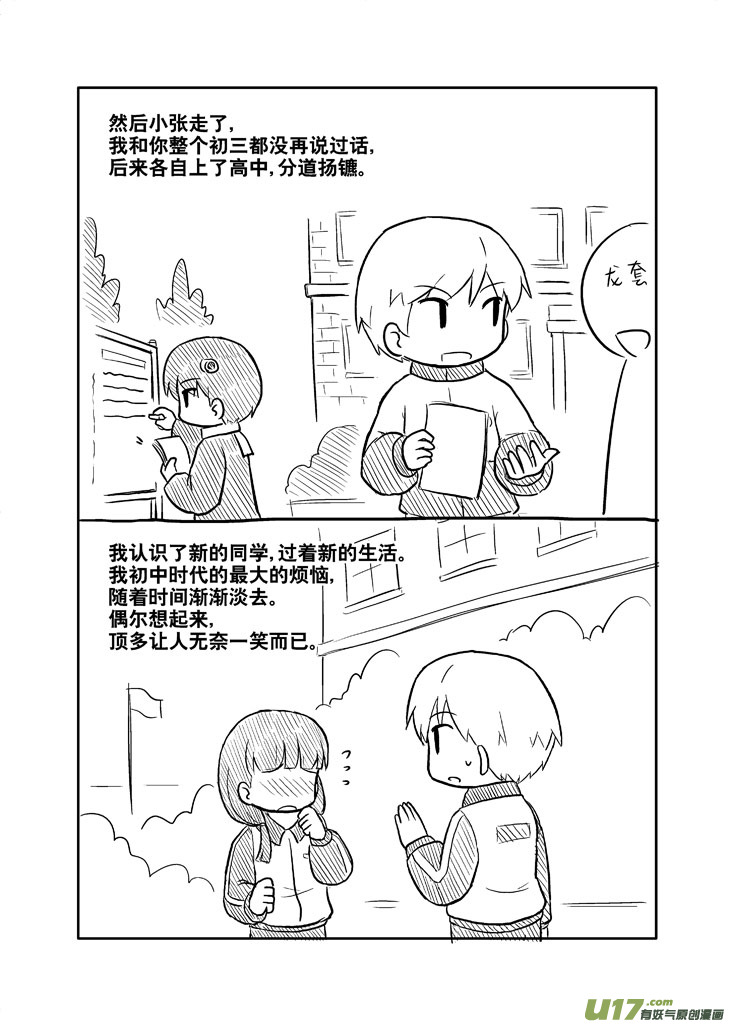 然后小张走了，
我和你整个初三都没再说过话，
后来各自上了高中，分道扬镳。
龙套
我认识了新的同学，过着新的生活。
我初中时代的最大的烦恼，
随着时间渐渐淡去。
偶尔想起来，
顶多让人无奈一笑而已。
U17.com
有妖气原创漫画